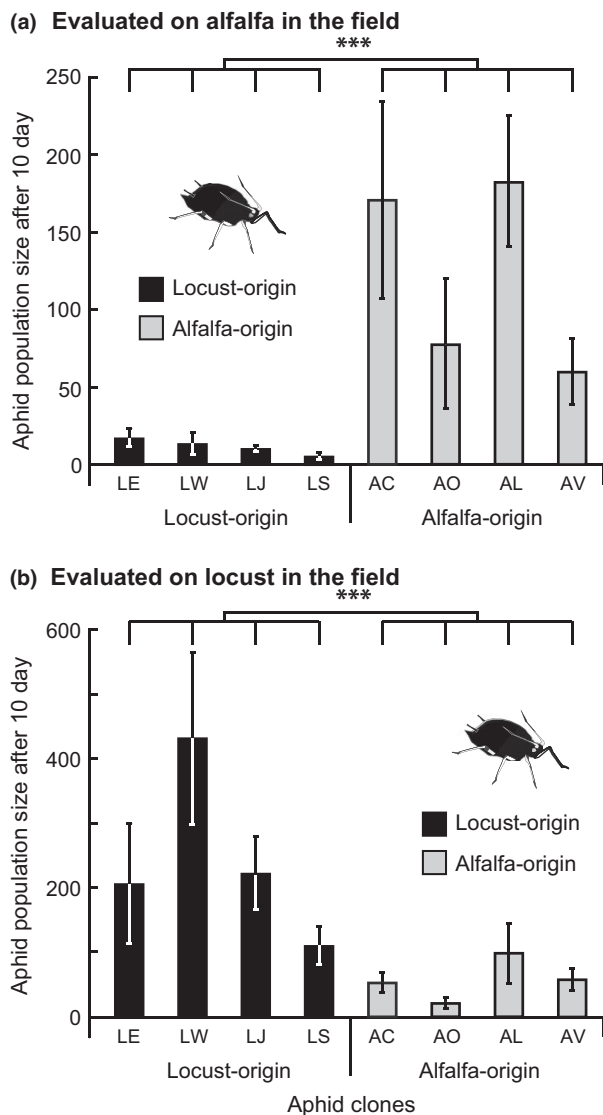 (a) Evaluated on alfalfa in the field
***
250
200
150
100
50
0
Aphid population size after 10 day
Locust-origin
Alfalfa-origin
LE LW LJ LS AC AO AL AV
Locust-origin Alfalfa-origin
(b) Evaluated on locust in the field
***
600
400
200
0
Aphid population size after 10 day
Locust-origin
Alfalfa-origin
LE LW LJ LS AC AO AL AV
Locust-origin Alfalfa-origin
Aphid clones